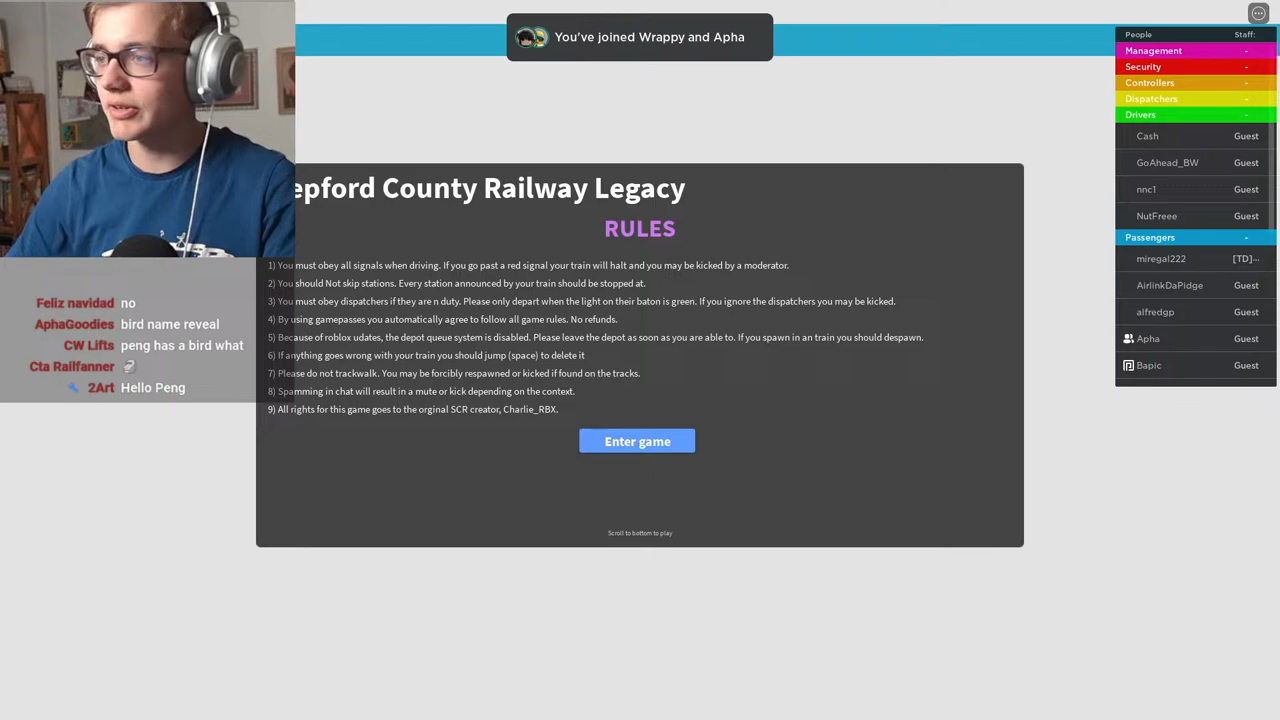 You've joined Wrappy and Apha
People Staff:
Management -
Security -
Controllers -
Dispatchers -
Drivers -
Cash Guest
GoAhead_BW Guest
nnc1 Guest
NutFreee Guest
Passengers -
miregal222 [TD]...
AirlinkDaPidge Guest
alfredgp Guest
Apha Guest
Bapic Guest
epford County Railway Legacy
RULES
1) You must obey all signals when driving. If you go past a red signal your train will halt and you may be kicked by a moderator.
2) You should Not skip stations. Every station announced by your train should be stopped at.
3) You must obey dispatchers if they are n duty. Please only depart when the light on their baton is green. If you ignore the dispatchers you may be kicked.
4) By using gamepasses you automatically agree to follow all game rules. No refunds.
5) Because of roblox udates, the depot queue system is disabled. Please leave the depot as soon as you are able to. If you spawn in an train you should despawn.
6) If anything goes wrong with your train you should jump (space) to delete it
7) Please do not trackwalk. You may be forcibly respawned or kicked if found on the tracks.
8) Spamming in chat will result in a mute or kick depending on the context.
9) All rights for this game goes to the orginal SCR creator, Charlie_RBX.
Enter game
Scroll to bottom to play
Feliz navidad no
AphaGoodies bird name reveal
CW Lifts peng has a bird what
Cta Railfanner
2Art Hello Peng